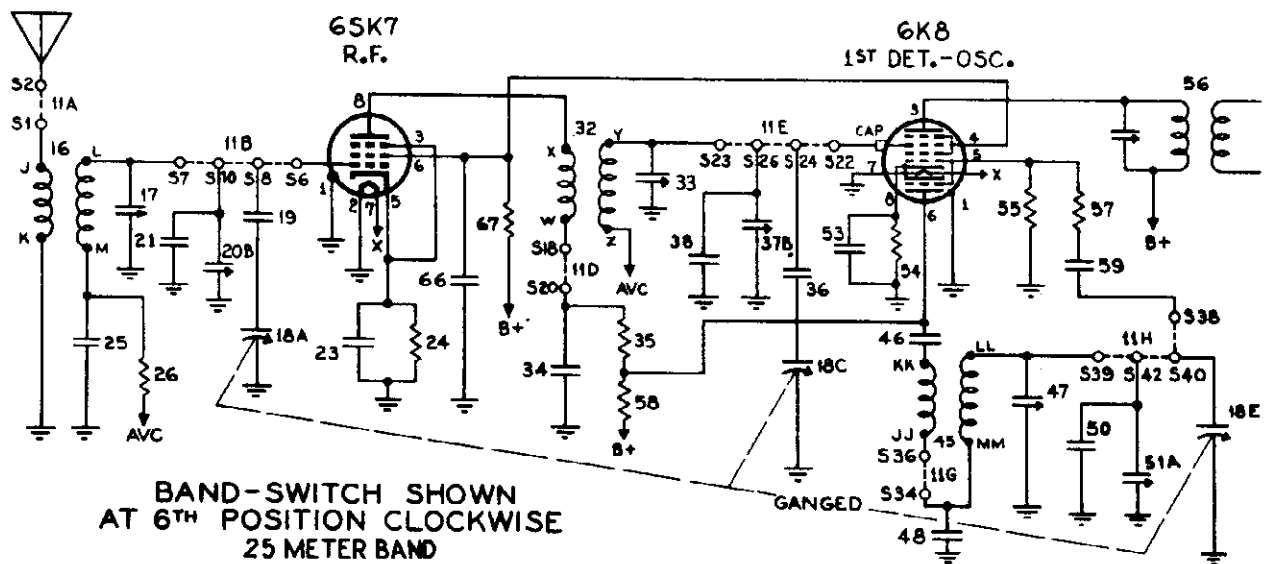 6SK7
R.F.
6K8
1ST DET.-OSC.
S2
11A
S1
16
J
K
L
M
17
21
25
26
AVC
S7
11B
S10
S8
S6
20B
19
18A
8
3
6
1
2
7
5
X
23
24
66
67
B+
32
X
Y
W
Z
S18
11D
S20
AVC
34
35
58
B+
33
S23
11E
S26
S24
S22
38
37B
36
18C
CAP
3
4
5
7
8
6
1
X
53
54
55
57
59
56
B+
46
KK
LL
JJ
45
MM
S36
11G
S34
48
47
S38
11H
S39
S42
S40
50
51A
18E
GANGED
BAND-SWITCH SHOWN
AT 6TH POSITION CLOCKWISE
25 METER BAND